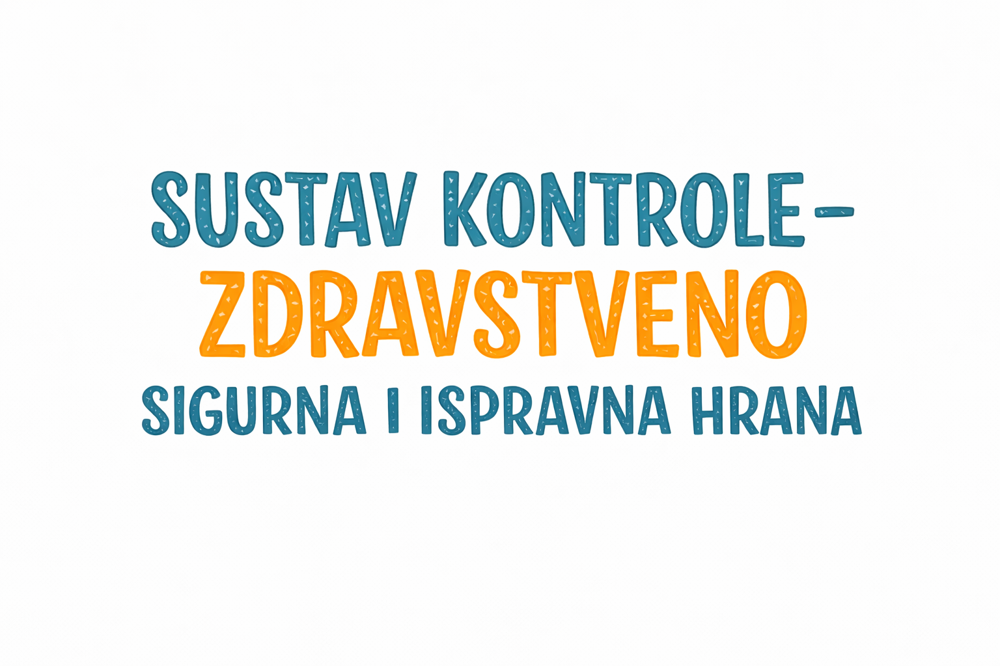 SUSTAV KONTROLE–
ZDRAVSTVENO
SIGURNA I ISPRAVNA HRANA